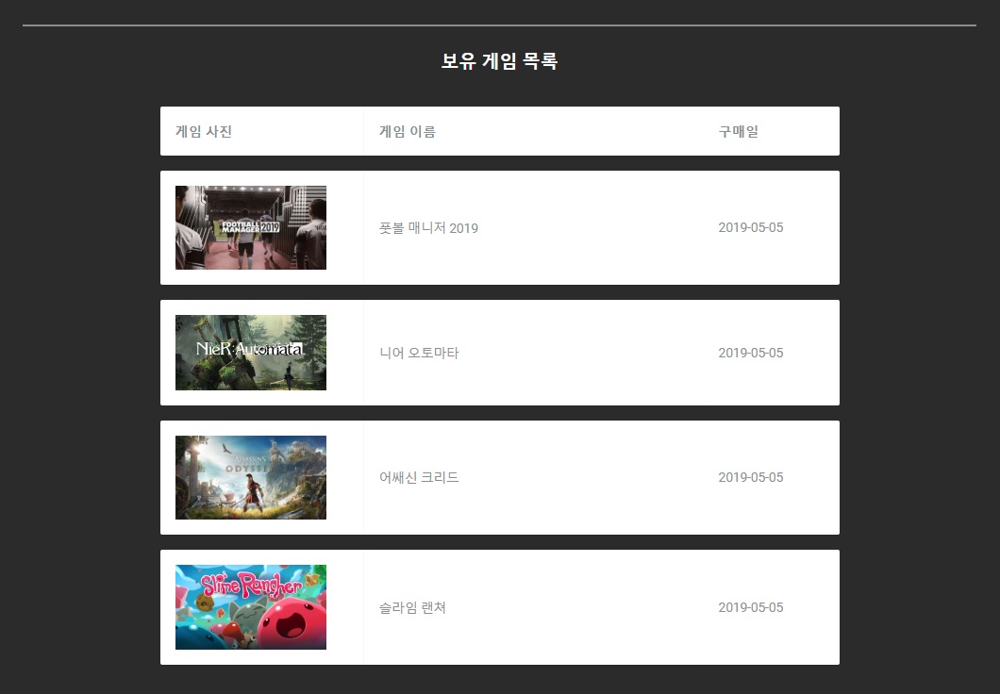 보유 게임 목록
게임 사진 게임 이름 구매일
FOOTBALL
MANAGER 2019
풋볼 매니저 2019 2019-05-05
NieR:Automata
니어 오토마타 2019-05-05
ASSASSIN'S
ODYSSEY
어쌔신 크리드 2019-05-05
Slime Rancher
슬라임 랜쳐 2019-05-05